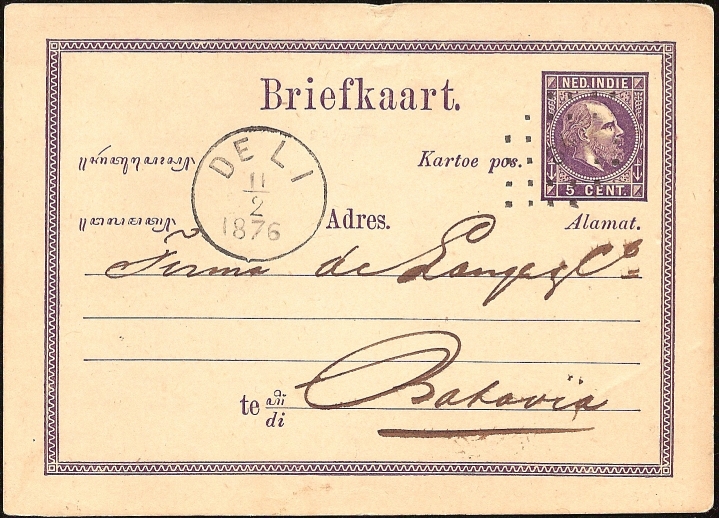 NED. INDIE
Briefkaart.
Kartoe pos.
5 CENT.
DELI
11
2
1876
Adres.
Alamat.
Firma de Lange & Co
te
di
Batavia